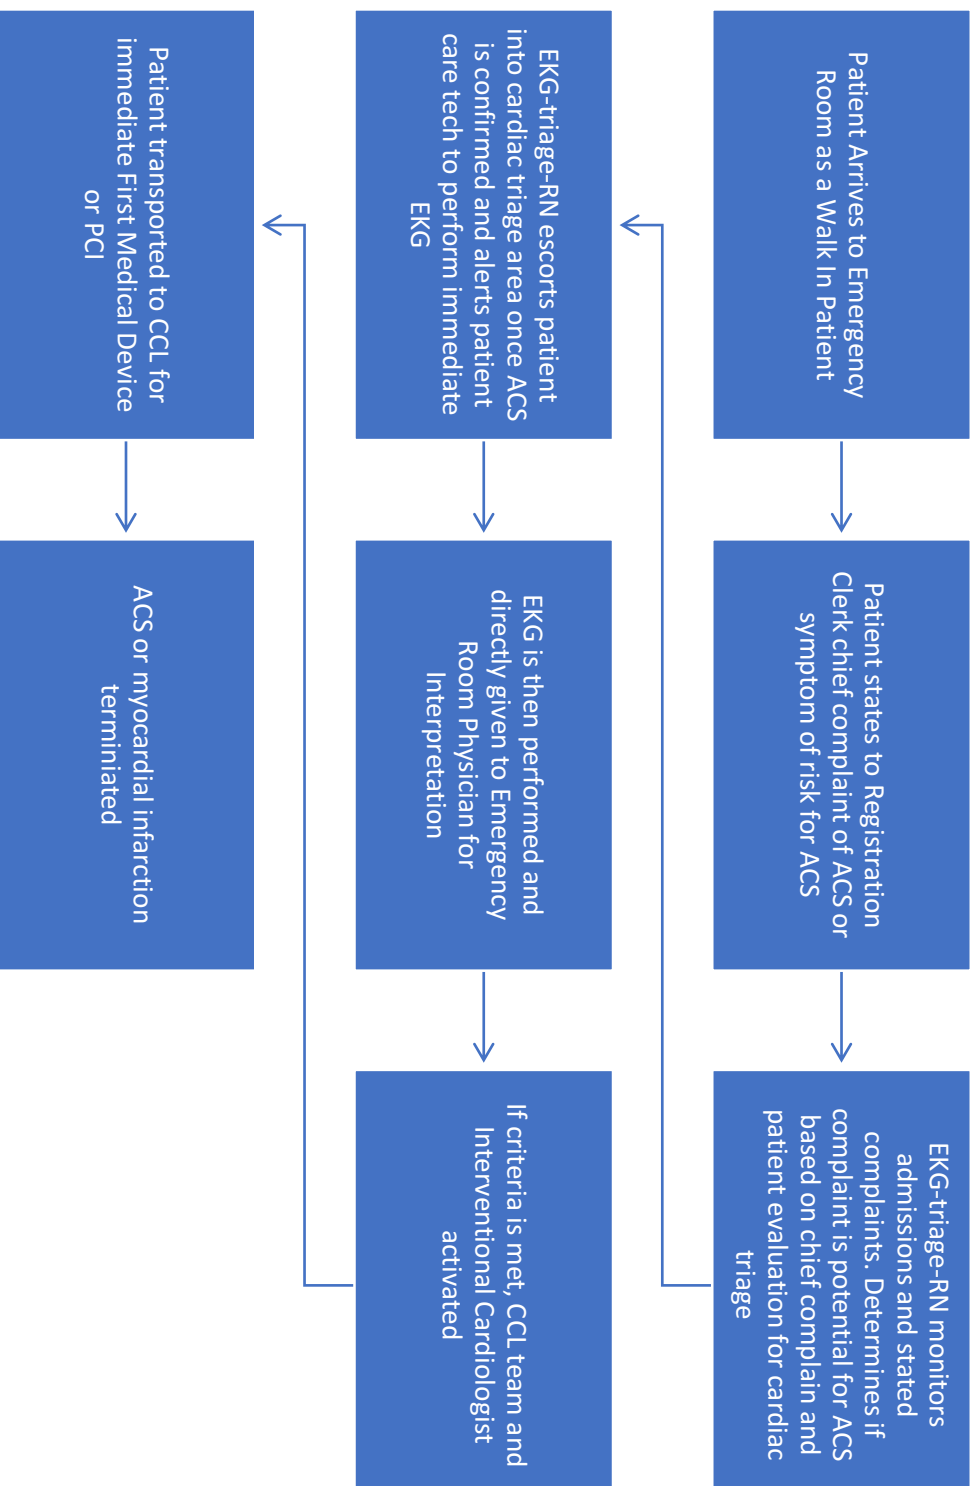 Patient Arrives to Emergency
Room as a Walk In Patient
Patient states to Registration
Clerk chief complaint of ACS or
symptom of risk for ACS
EKG-triage-RN monitors
admissions and stated
complaints. Determines if
complaint is potential for ACS
based on chief complain and
patient evaluation for cardiac
triage
EKG-triage-RN escorts patient
into cardiac triage area once ACS
is confirmed and alerts patient
care tech to perform immediate
EKG
EKG is then performed and
directly given to Emergency
Room Physician for
Interpretation
If criteria is met, CCL team and
Interventional Cardiologist
activated
Patient transported to CCL for
immediate First Medical Device
or PCI
ACS or myocardial infarction
terminiated